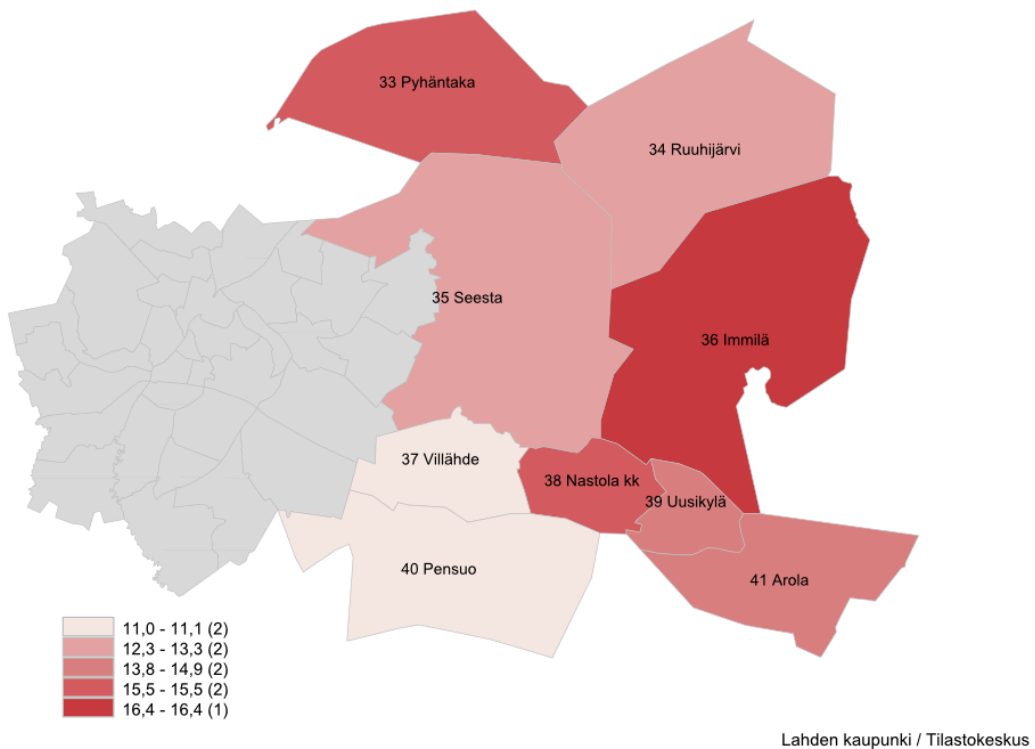 33 Pyhäntaka
34 Ruuhijärvi
35 Seesta
36 Immilä
37 Villähde
38 Nastola kk
39 Uusikylä
40 Pensuo
41 Arola
11,0 - 11,1 (2)
12,3 - 13,3 (2)
13,8 - 14,9 (2)
15,5 - 15,5 (2)
16,4 - 16,4 (1)
Lahden kaupunki / Tilastokeskus